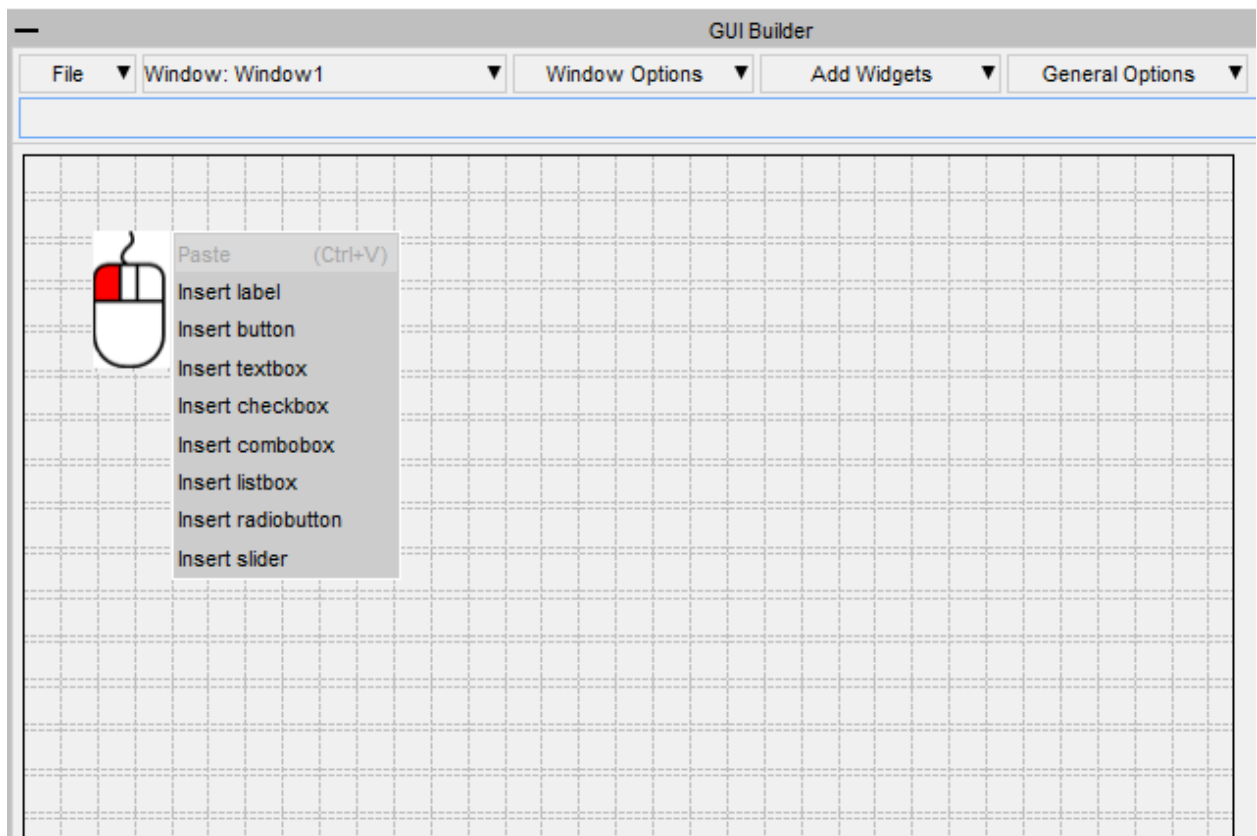 GUI Builder
File ▼ Window: Window1 ▼ Window Options ▼ Add Widgets ▼ General Options ▼
Paste (Ctrl+V)
Insert label
Insert button
Insert textbox
Insert checkbox
Insert combobox
Insert listbox
Insert radiobutton
Insert slider